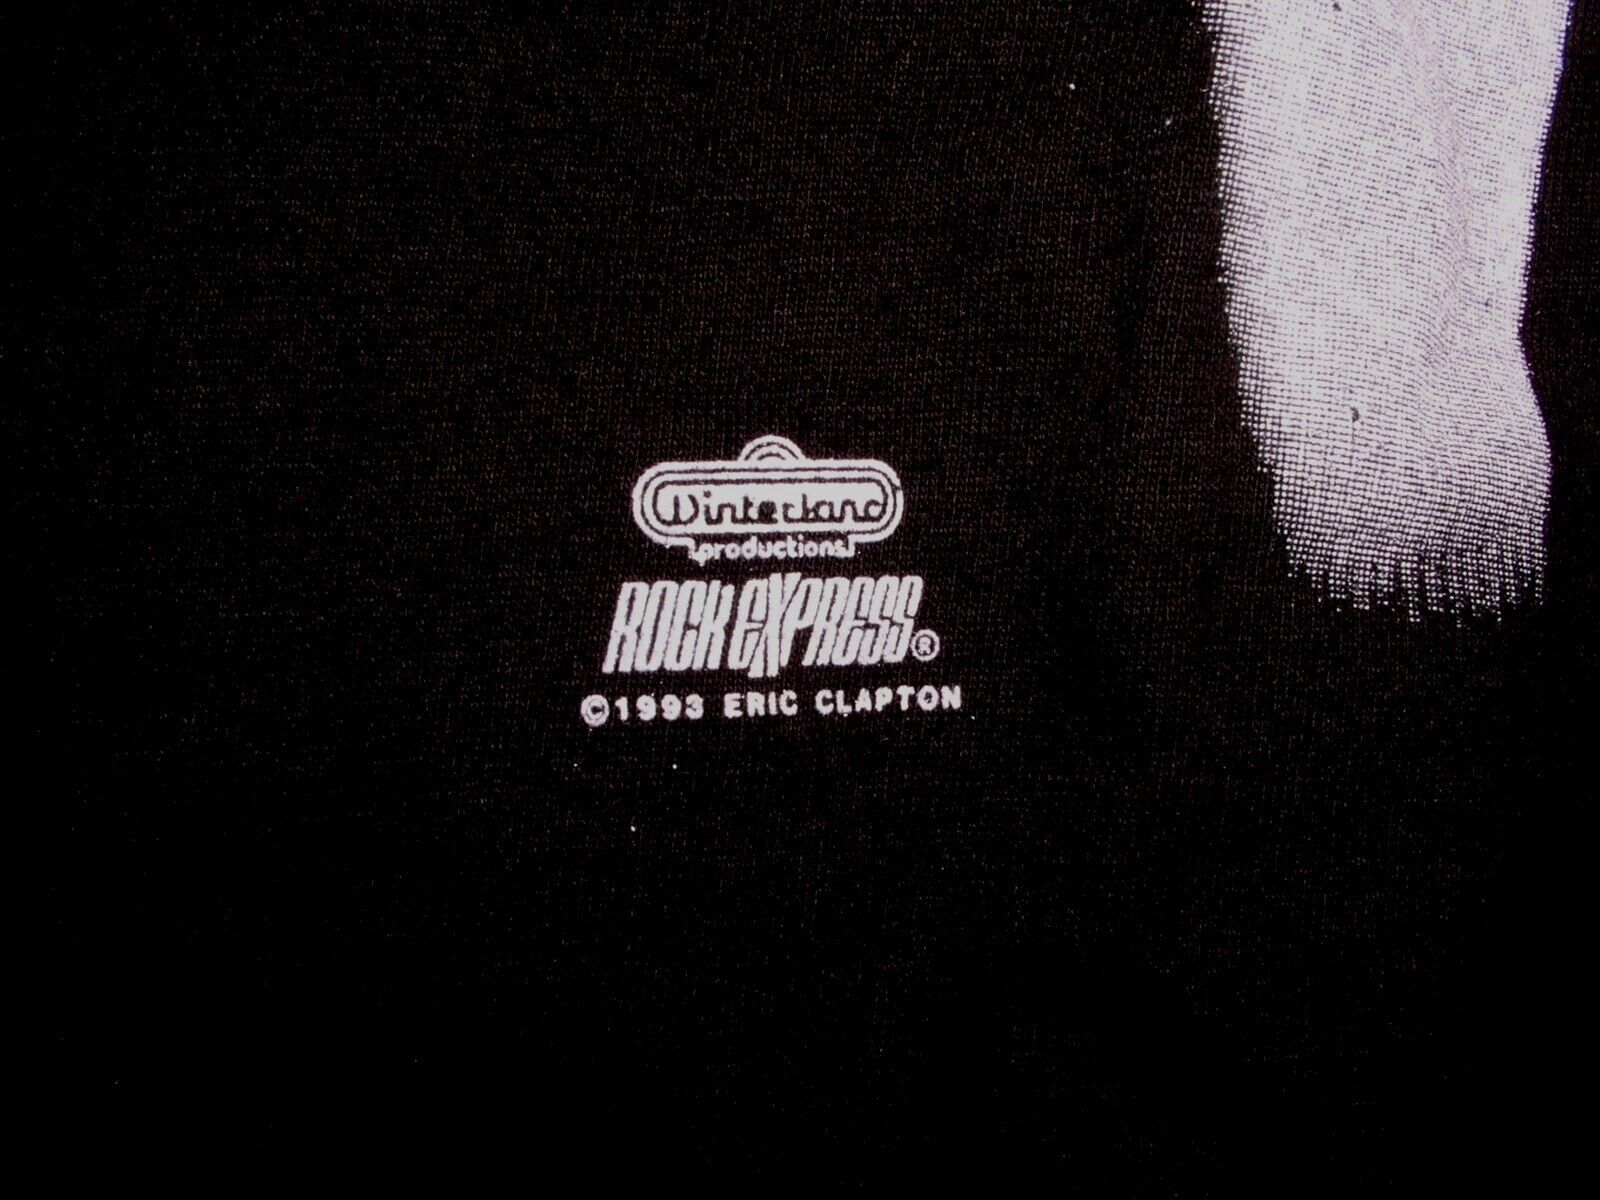 Winterland
productions
ROCK EXPRESS®
©1993 ERIC CLAPTON